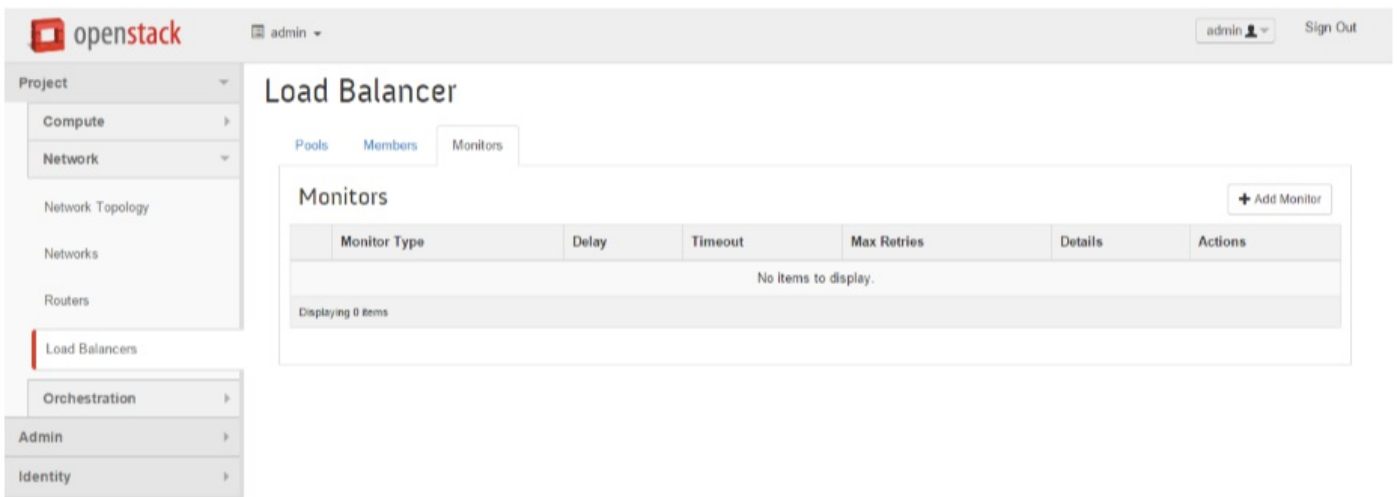 openstack admin admin Sign Out
Project
Compute
Network
Network Topology
Networks
Routers
Load Balancers
Orchestration
Admin
Identity
Load Balancer
Pools Members Monitors
Monitors
+ Add Monitor
Monitor Type Delay Timeout Max Retries Details Actions
No items to display.
Displaying 0 items